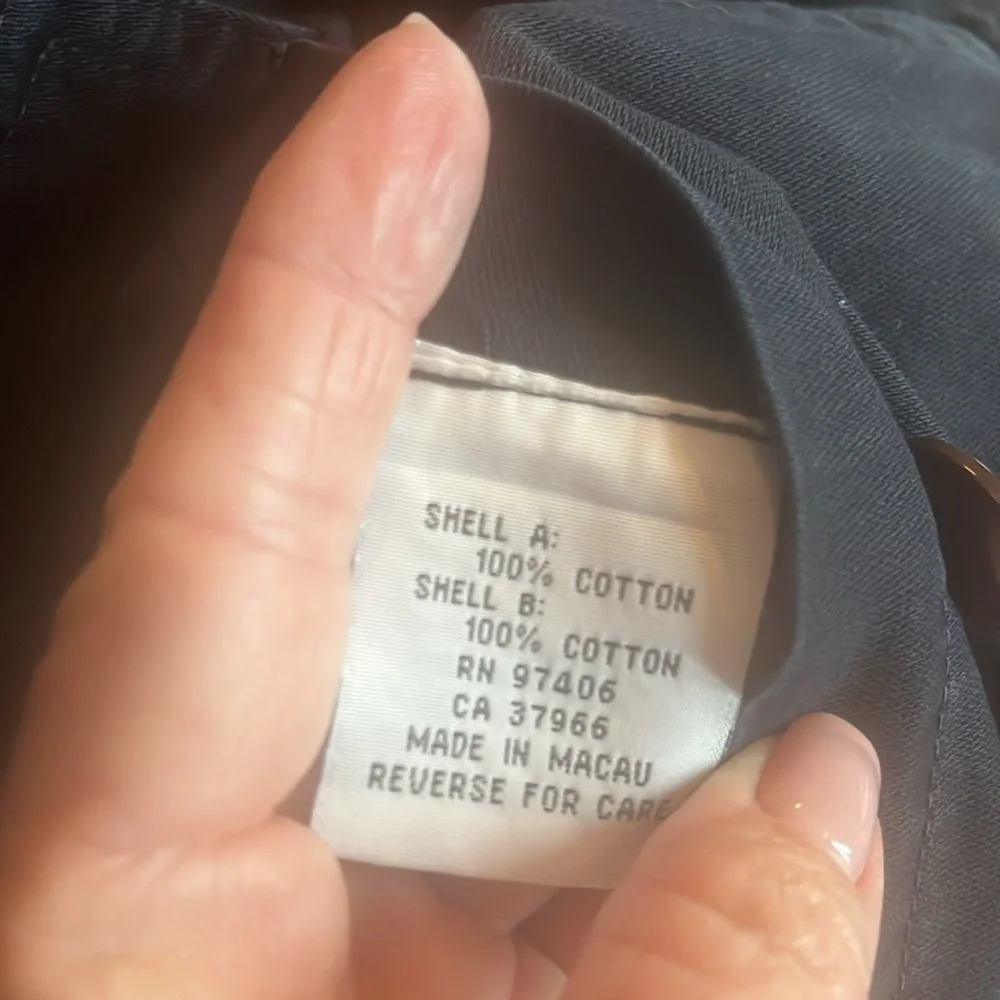 SHELL A:
100% COTTON
SHELL B:
100% COTTON
RN 97406
CA 37966
MADE IN MACAU
REVERSE FOR CARE